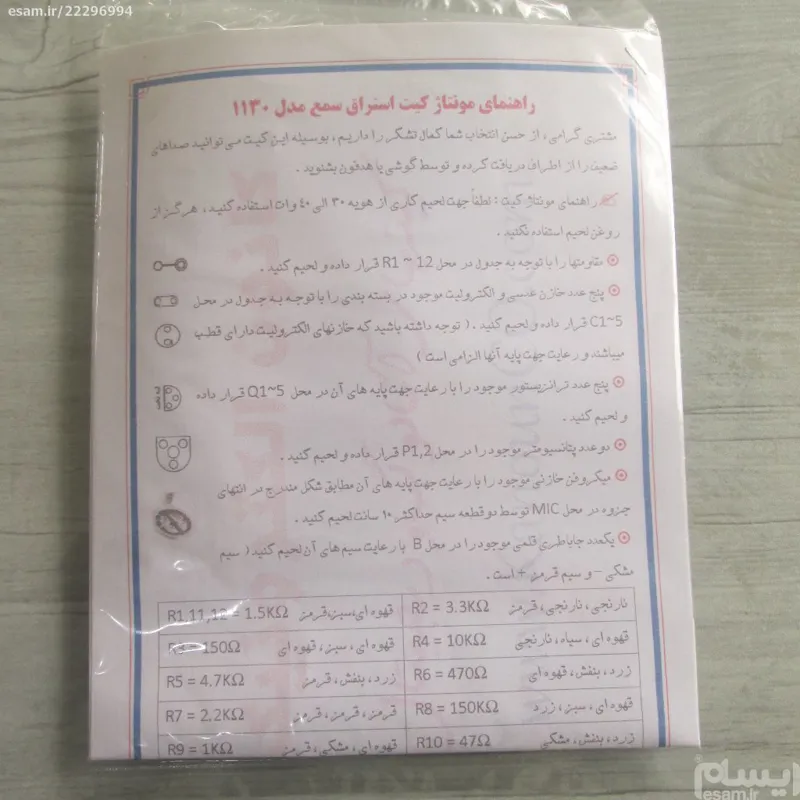 esam.ir/22296994
راهنمای مونتاژ کیت استراق سمع مدل ۱۱۳۰
مشتری گرامی، از حسن انتخاب شما کمال تشکر را داریم، بوسیله این کیت می توانید صداهای
ضعیف را از اطراف دریافت کرده و توسط گوشی یا هدفون بشنوید.
راهنمای مونتاژ کیت: لطفاً جهت لحیم کاری از هویه ۳۰ الی ۴۰ وات استفاده کنید، هرگز از
روغن لحیم استفاده نکنید.
مقاومتها را با توجه به جدول در محل R1 ~ 12 قرار داده و لحیم کنید.
پنج عدد خازن عدسی و الکترولیت موجود در بسته بندی را با توجه به جدول در محل
C1~5 قرار داده و لحیم کنید. (توجه داشته باشید که خازنهای الکترولیت دارای قطب
میباشند و رعایت جهت پایه آنها الزامی است)
پنج عدد ترانزیستور موجود را با رعایت جهت پایه های آن در محل Q1~5 قرار داده
و لحیم کنید.
دو عدد پتانسیومتر موجود را در محل P1,2 قرار داده و لحیم کنید.
میکروفن خازنی موجود را با رعایت جهت پایه های آن مطابق شکل مندرج در انتهای
جزوه در محل MIC توسط دو قطعه سیم حداکثر ۱۰ سانت لحیم کنید.
یکعدد جاباطری قلمی موجود را در محل B با رعایت سیم های آن لحیم کنید (سیم
مشکی - و سیم قرمز + است.
نارنجی، نارنجی، قرمز R2 = 3.3KΩ قهوه ای، سبز، قرمز R1,11,12 = 1.5KΩ
قهوه ای، سیاه، نارنجی R4 = 10KΩ قهوه ای، سبز، قهوه ای R3 = 150Ω
زرد، بنفش، قهوه ای R6 = 470Ω زرد، بنفش، قرمز R5 = 4.7KΩ
قهوه ای، سبز، زرد R8 = 150KΩ قرمز، قرمز، قرمز R7 = 2.2KΩ
زرد، بنفش، مشکی R10 = 47Ω قهوه ای، مشکی، قرمز R9 = 1KΩ
ایسام
esam.ir